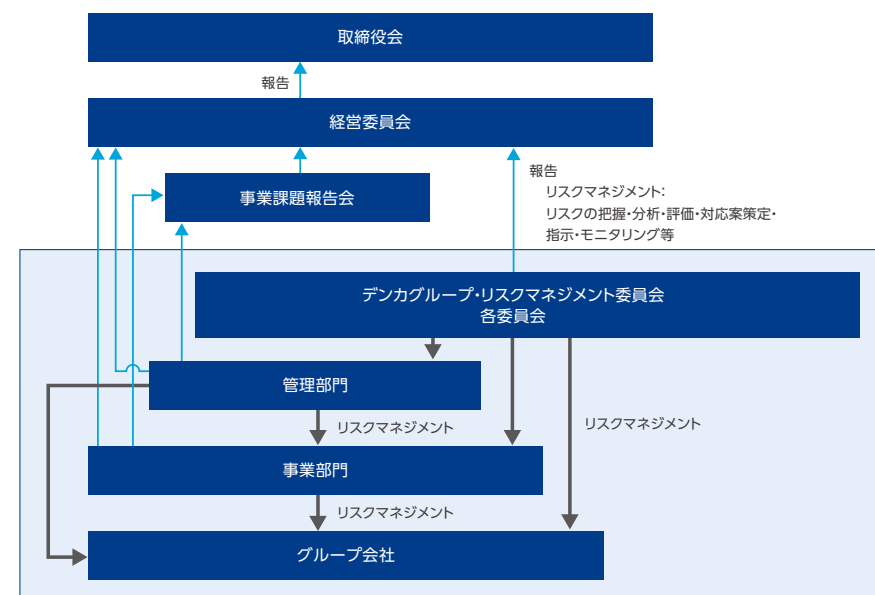 取締役会
報告
経営委員会
事業課題報告会
報告
リスクマネジメント:
リスクの把握・分析・評価・対応案策定・
指示・モニタリング等
デンカグループ・リスクマネジメント委員会
各委員会
管理部門
リスクマネジメント
リスクマネジメント
事業部門
リスクマネジメント
グループ会社